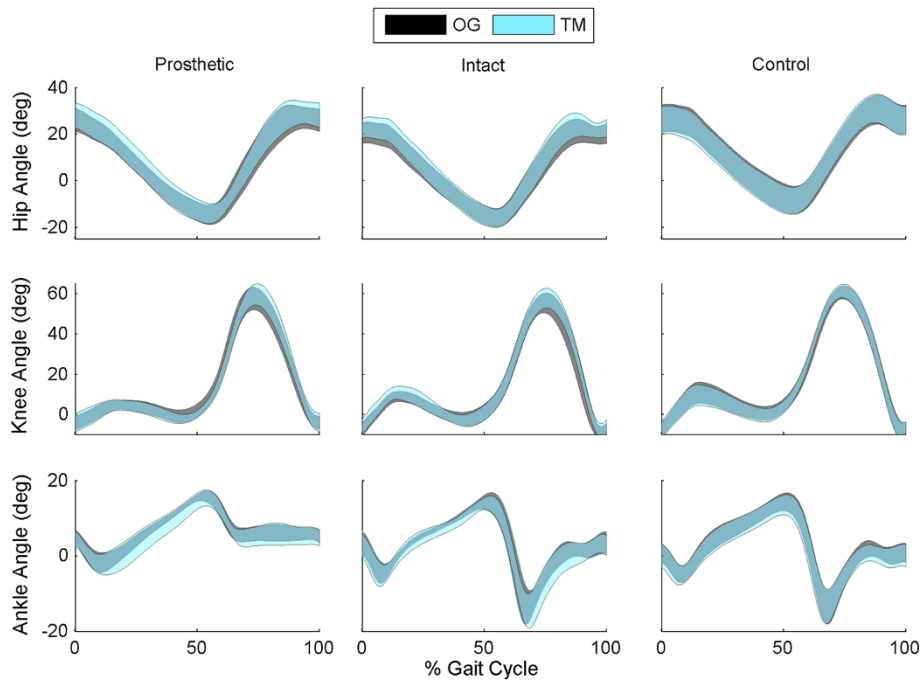 OG TM
Prosthetic Intact Control
Hip Angle (deg)
40
20
0
-20
Knee Angle (deg)
60
40
20
0
Ankle Angle (deg)
20
0
-20
0 50 100 0 50 100 0 50 100
% Gait Cycle